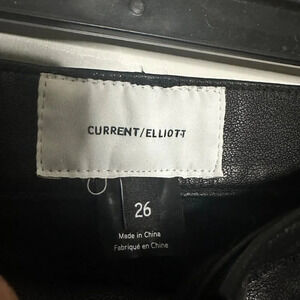 CURRENT/ELLIOTT
26
Made in China
Fabriqué en Chine